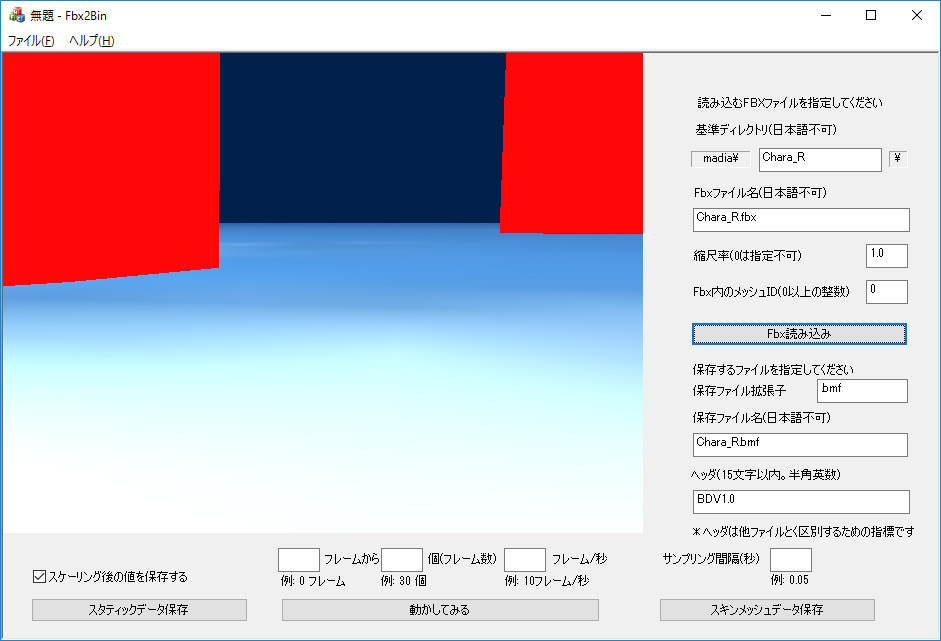 無題 - Fbx2Bin
ファイル(F) ヘルプ(H)
読み込むFBXファイルを指定してください
基準ディレクトリ(日本語不可)
madia¥ Chara_R ¥
Fbxファイル名(日本語不可)
Chara_R.fbx
縮尺率(0は指定不可) 1.0
Fbx内のメッシュID(0以上の整数) 0
Fbx読み込み
保存するファイルを指定してください
保存ファイル拡張子 .bmf
保存ファイル名(日本語不可)
Chara_R.bmf
ヘッダ(15文字以内。半角英数)
BDV1.0
*ヘッダは他ファイルとく区別するための指標です
フレームから 個(フレーム数) フレーム/秒 サンプリング間隔(秒)
スケーリング後の値を保存する 例: 0 フレーム 例: 30 個 例: 10フレーム/秒 例: 0.05
スタティックデータ保存 動かしてみる スキンメッシュデータ保存